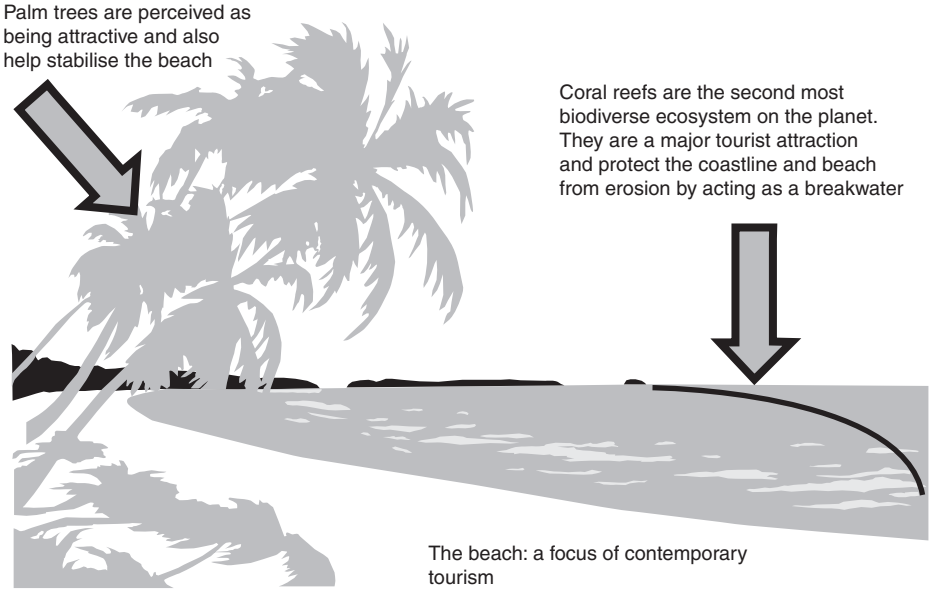 Palm trees are perceived as
being attractive and also
help stabilise the beach
Coral reefs are the second most
biodiverse ecosystem on the planet.
They are a major tourist attraction
and protect the coastline and beach
from erosion by acting as a breakwater
The beach: a focus of contemporary
tourism